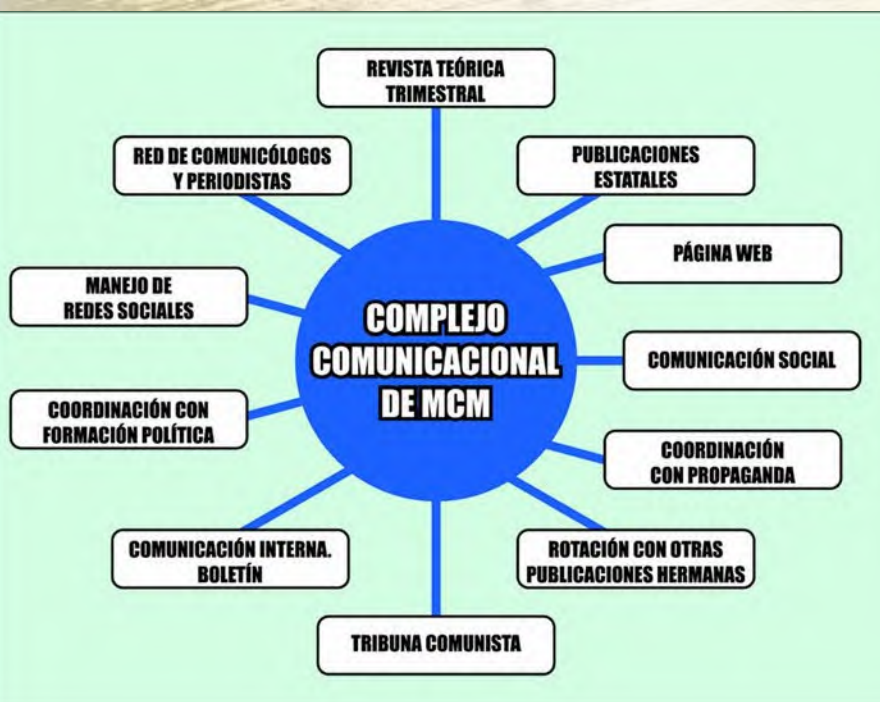 REVISTA TEÓRICA
TRIMESTRAL
RED DE COMUNICÓLOGOS
Y PERIODISTAS
PUBLICACIONES
ESTATALES
PÁGINA WEB
MANEJO DE
REDES SOCIALES
COMPLEJO
COMUNICACIONAL
DE MCM
COMUNICACIÓN SOCIAL
COORDINACIÓN CON
FORMACIÓN POLÍTICA
COORDINACIÓN
CON PROPAGANDA
COMUNICACIÓN INTERNA.
BOLETÍN
ROTACIÓN CON OTRAS
PUBLICACIONES HERMANAS
TRIBUNA COMUNISTA